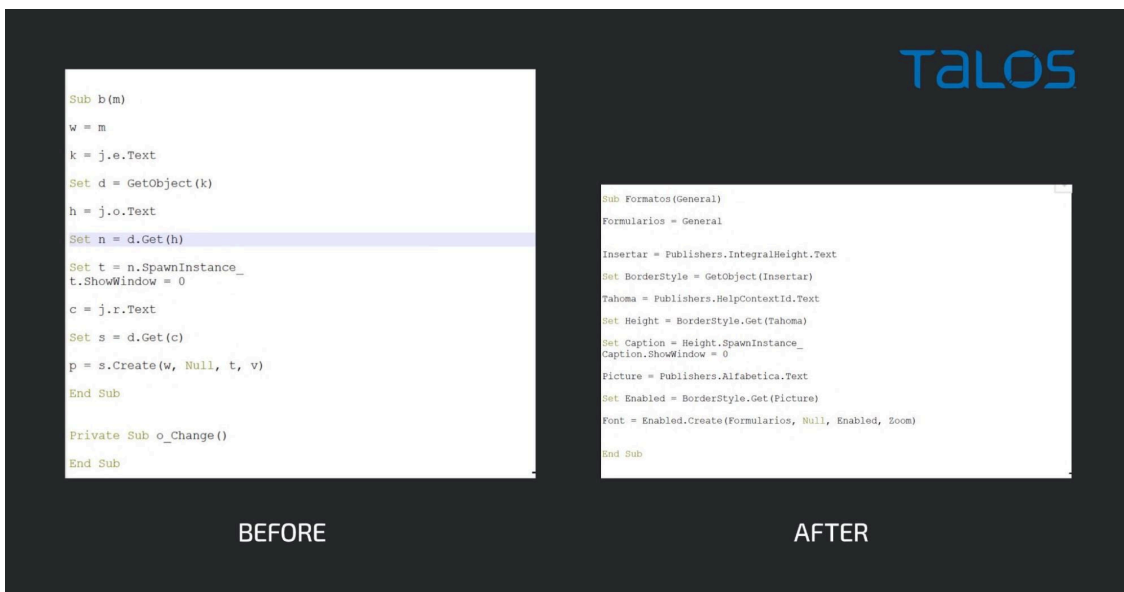 TALOS
Sub b(m)
w = m
k = j.e.Text
Set d = GetObject(k)
h = j.o.Text
Set n = d.Get(h)
Set t = n.SpawnInstance_
t.ShowWindow = 0
c = j.r.Text
Set s = d.Get(c)
p = s.Create(w, Null, t, v)
End Sub
Private Sub o_Change()
End Sub
BEFORE
Sub Formatos(General)
Formularios = General
Insertar = Publishers.IntegralHeight.Text
Set BorderStyle = GetObject(Insertar)
Tahoma = Publishers.HelpContextId.Text
Set Height = BorderStyle.Get(Tahoma)
Set Caption = Height.SpawnInstance_
Caption.ShowWindow = 0
Picture = Publishers.Alfabetica.Text
Set Enabled = BorderStyle.Get(Picture)
Font = Enabled.Create(Formularios, Null, Enabled, Zoom)
End Sub
AFTER